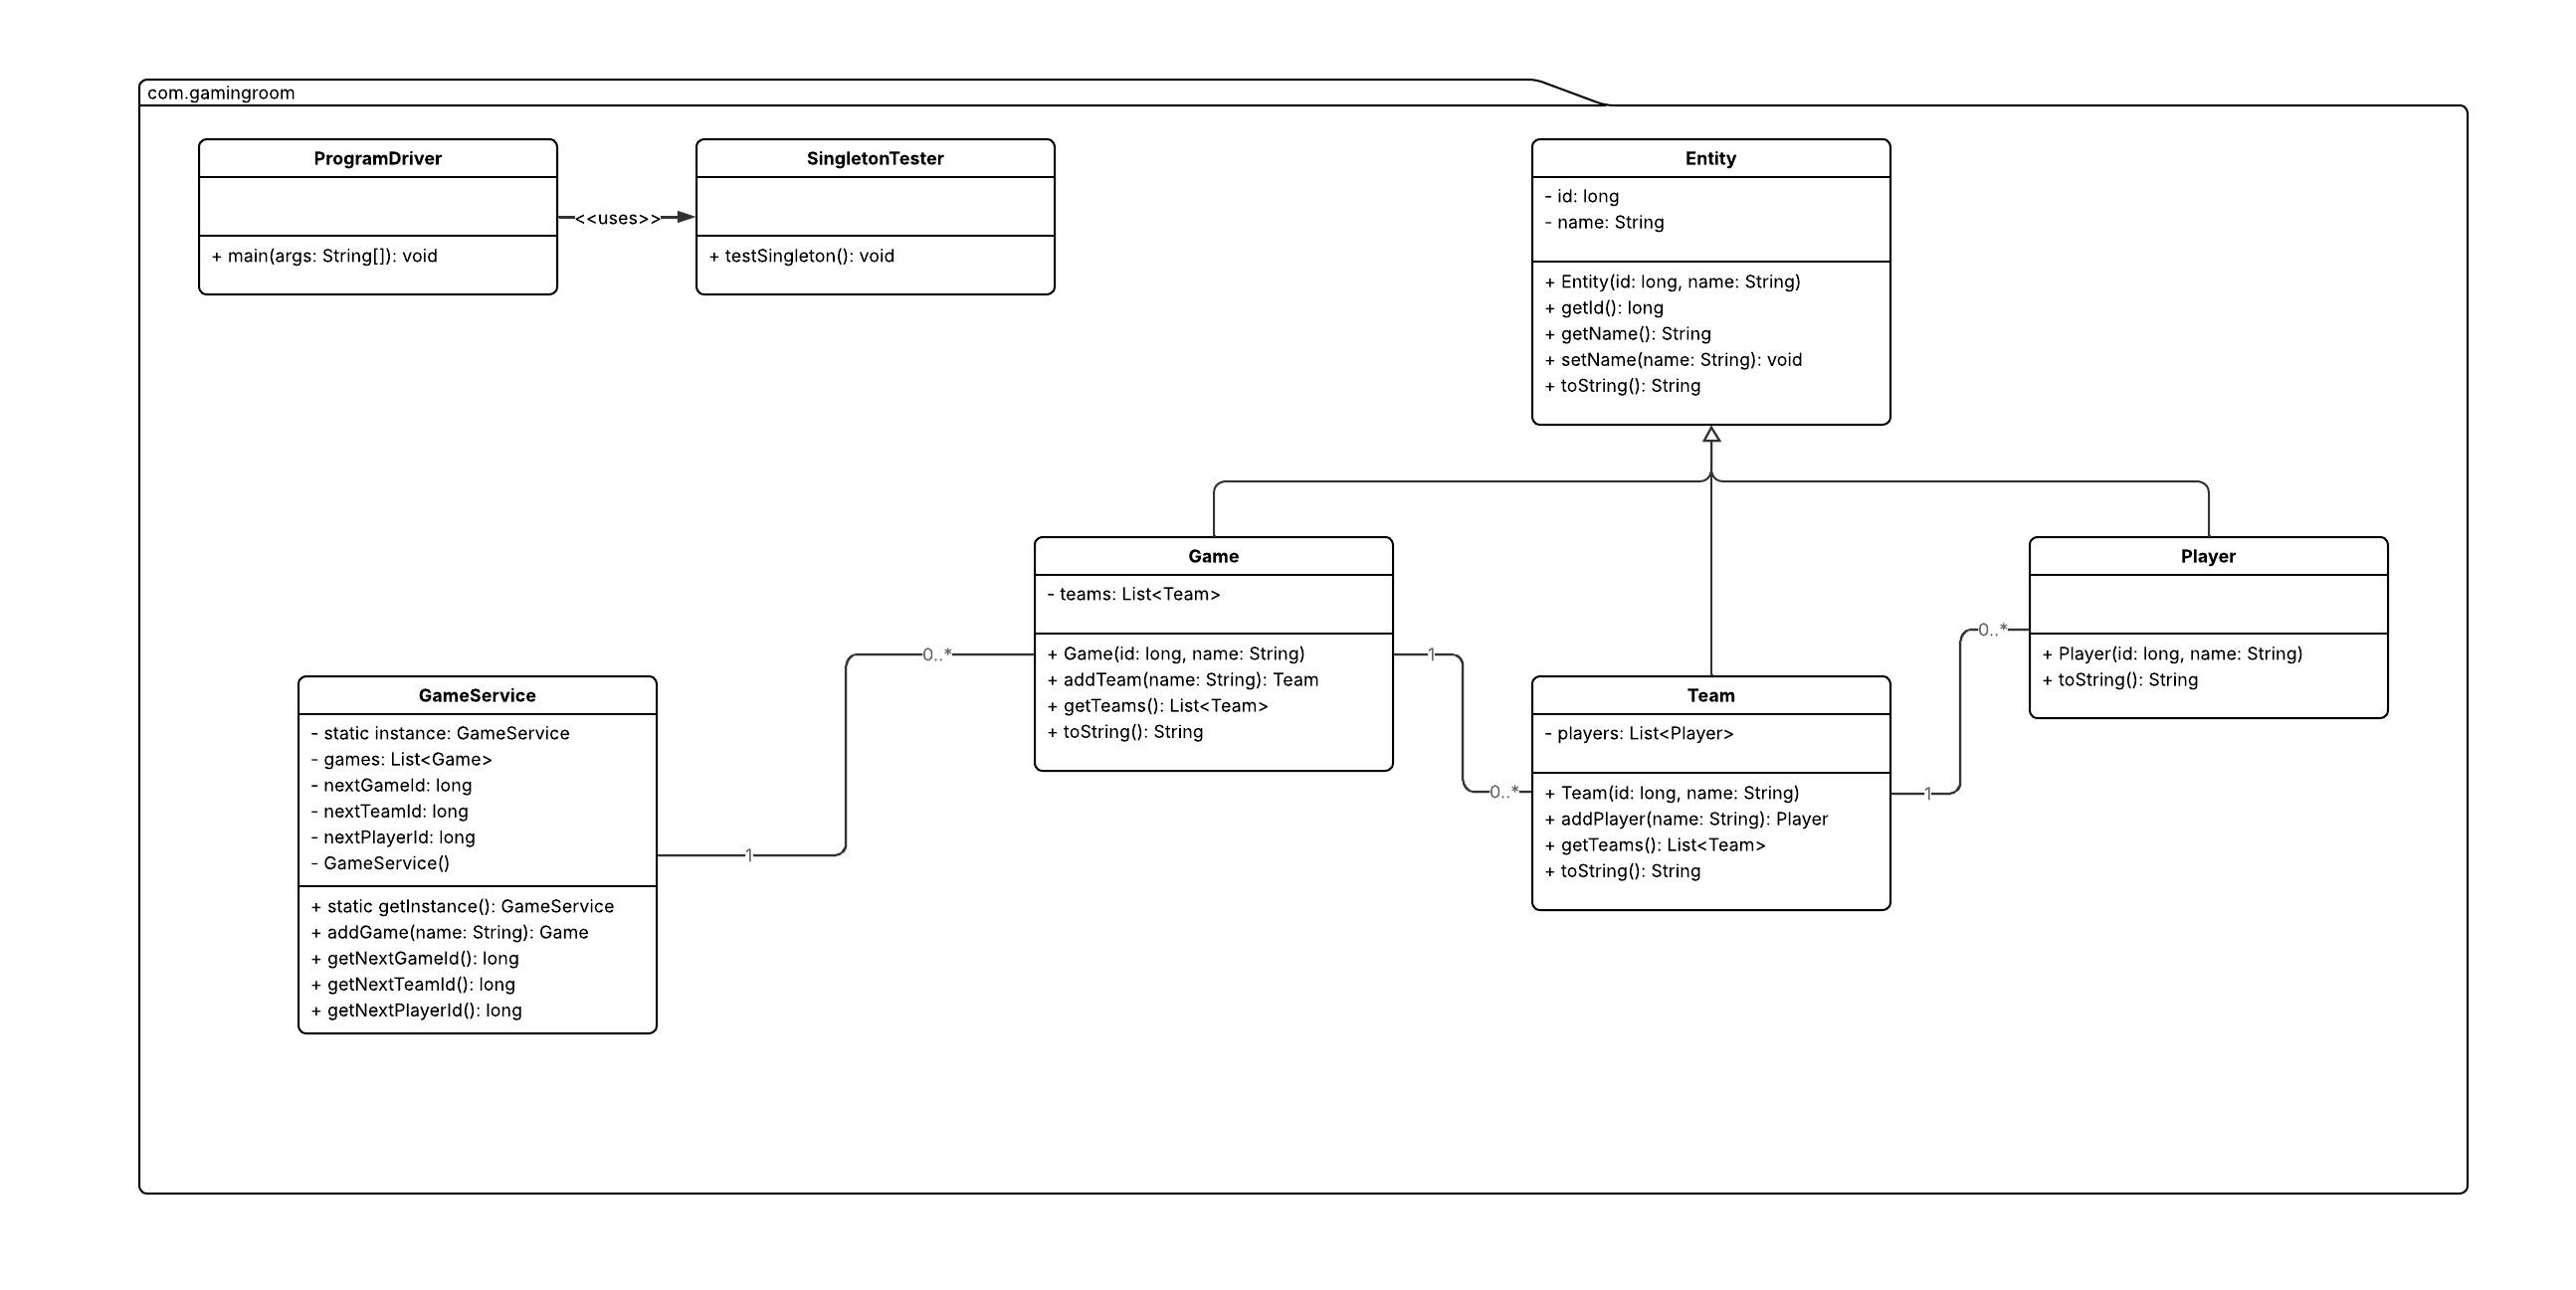 com.gamingroom
ProgramDriver
+ main(args: String[]): void
<<uses>>
SingletonTester
+ testSingleton(): void
Entity
- id: long
- name: String
+ Entity(id: long, name: String)
+ getId(): long
+ getName(): String
+ setName(name: String): void
+ toString(): String
Game
- teams: List<Team>
+ Game(id: long, name: String)
+ addTeam(name: String): Team
+ getTeams(): List<Team>
+ toString(): String
Player
+ Player(id: long, name: String)
+ toString(): String
GameService
- static instance: GameService
- games: List<Game>
- nextGameId: long
- nextTeamId: long
- nextPlayerId: long
- GameService()
+ static getInstance(): GameService
+ addGame(name: String): Game
+ getNextGameId(): long
+ getNextTeamId(): long
+ getNextPlayerId(): long
1
0..*
1
0..*
Team
- players: List<Player>
+ Team(id: long, name: String)
+ addPlayer(name: String): Player
+ getTeams(): List<Team>
+ toString(): String
1
0..*